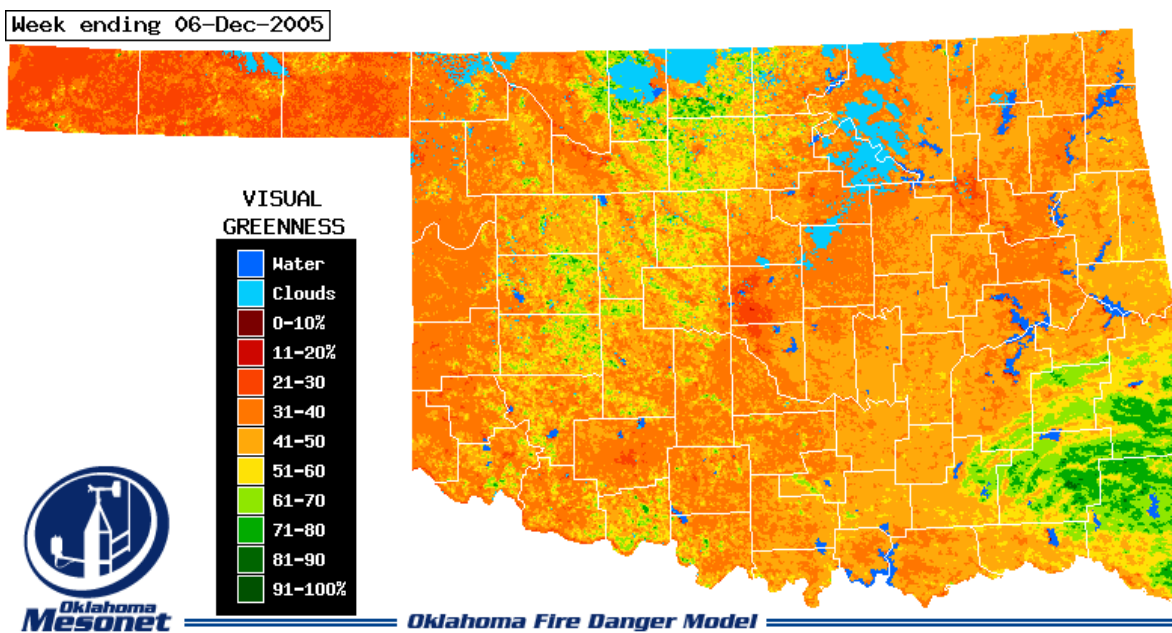 Week ending 06-Dec-2005
VISUAL
GREENNESS
Water
Clouds
0-10%
11-20%
21-30
31-40
41-50
51-60
61-70
71-80
81-90
91-100%
Oklahoma
Mesonet
Oklahoma Fire Danger Model